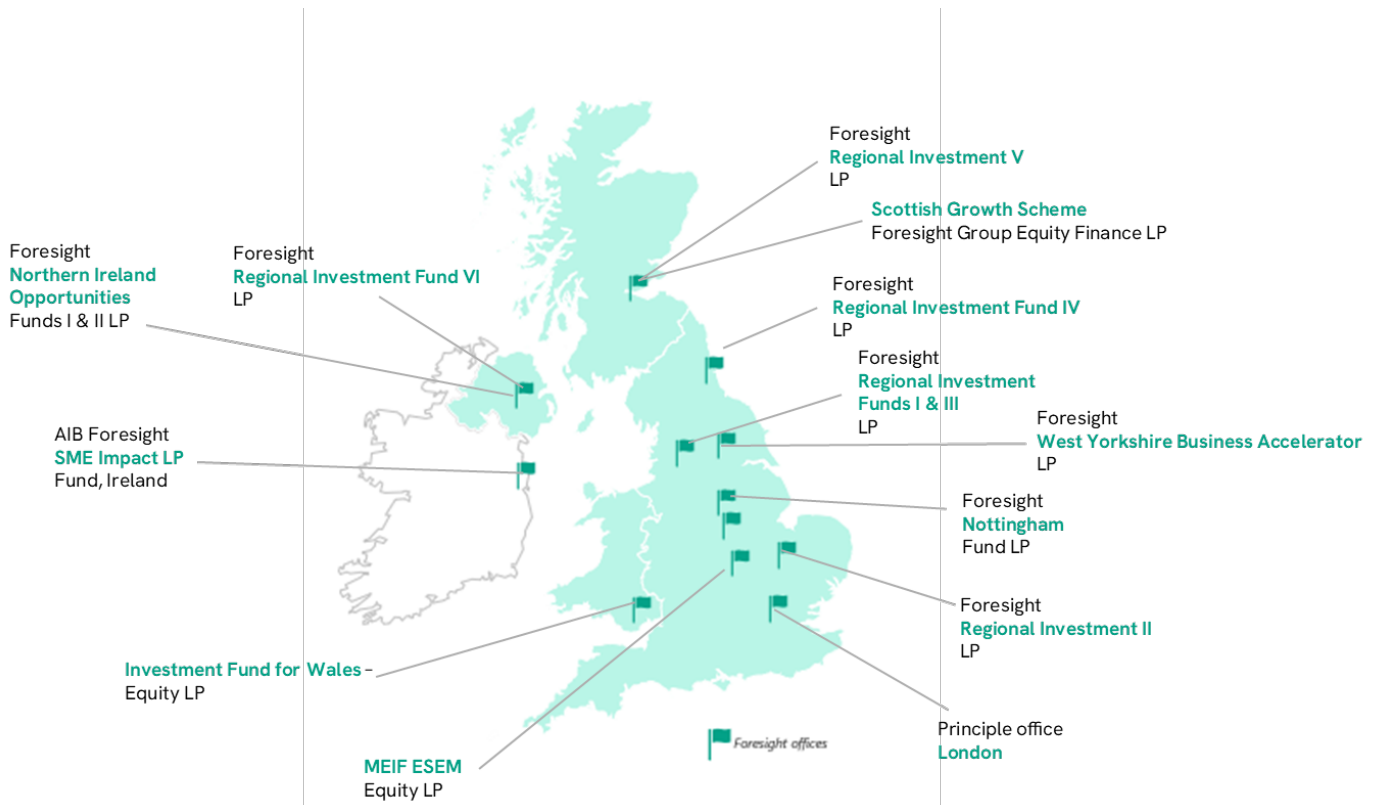 Foresight
Regional Investment V
LP
Scottish Growth Scheme
Foresight Group Equity Finance LP
Foresight
Northern Ireland
Opportunities
Funds I & II LP
Foresight
Regional Investment Fund VI
LP
Foresight
Regional Investment Fund IV
LP
Foresight
Regional Investment
Funds I & III
LP
Foresight
West Yorkshire Business Accelerator
LP
AIB Foresight
SME Impact LP
Fund, Ireland
Foresight
Nottingham
Fund LP
Foresight
Regional Investment II
LP
Investment Fund for Wales –
Equity LP
Principle office
London
Foresight offices
MEIF ESEM
Equity LP